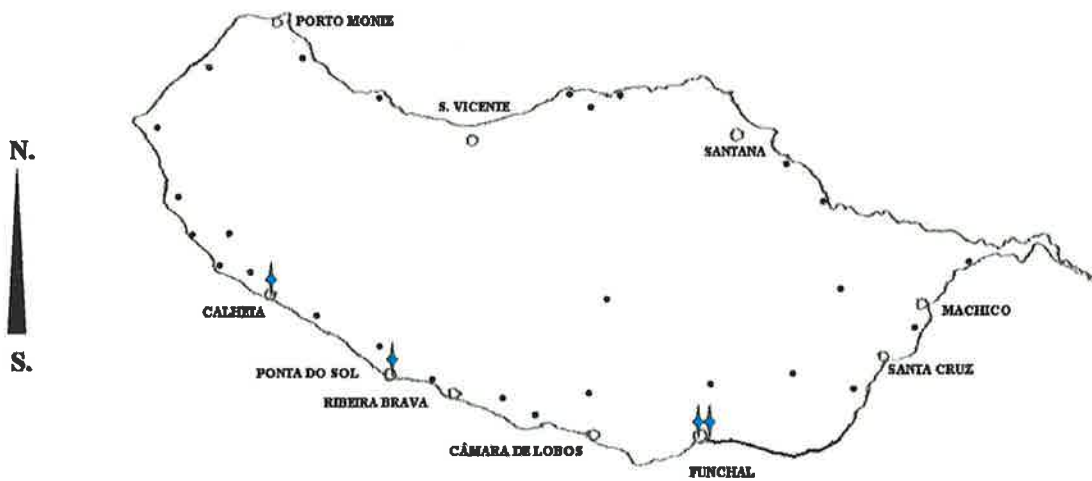 PORTO MONIZ
S. VICENTE
SANTANA
N.
S.
CALHETA
MACHICO
PONTA DO SOL
SANTA CRUZ
RIBEIRA BRAVA
CÂMARA DE LOBOS
FUNCHAL